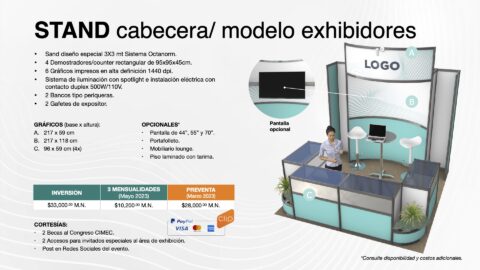 STAND cabecera/ modelo exhibidores
• Sand diseño especial 3X3 mt Sistema Octanorm.
• 4 Demostradores/counter rectangular de 95x95x45cm.
• 6 Gráficos impresos en alta definición 1440 dpi.
• Sistema de iluminación con spotlight e instalación eléctrica con
contacto duplex 500W/110V.
• 2 Bancos tipo periqueras.
• 2 Gafetes de expositor.
GRÁFICOS (base x altura):
A. 217 x 59 cm
B. 217 x 118 cm
C. 96 x 59 cm (4x)
OPCIONALES*
- Pantalla de 44", 55" y 70".
- Portafolleto.
- Mobiliario lounge.
- Piso laminado con tarima.
Pantalla
opcional
A
LOGO
B
C
INVERSION
3 MENSUALIDADES
(Mayo 2023)
PREVENTA
(Marzo 2023)
$33,000.00 M.N.
$10,250.00 M.N.
$28,000.00 M.N.
PayPal
VISA
Clip
CORTESÍAS:
• 2 Becas al Congreso CIMEC.
• 2 Accesos para invitados especiales al área de exhibición.
• Post en Redes Sociales del evento.
*Consulte disponibilidad y costos adicionales.